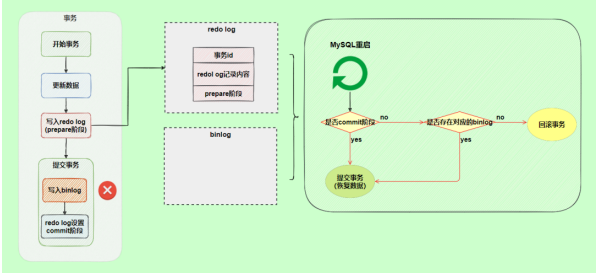 事务
开始事务
更新数据
写入redo log
(prepare阶段)
提交事务
写入binlog
redo log设置
commit阶段
redo log
事务id
redol og记录内容
prepare阶段
binlog
MySQL重启
是否commit阶段
no
是否存在对应的binlog
no
回滚事务
yes
yes
提交事务
(恢复数据)